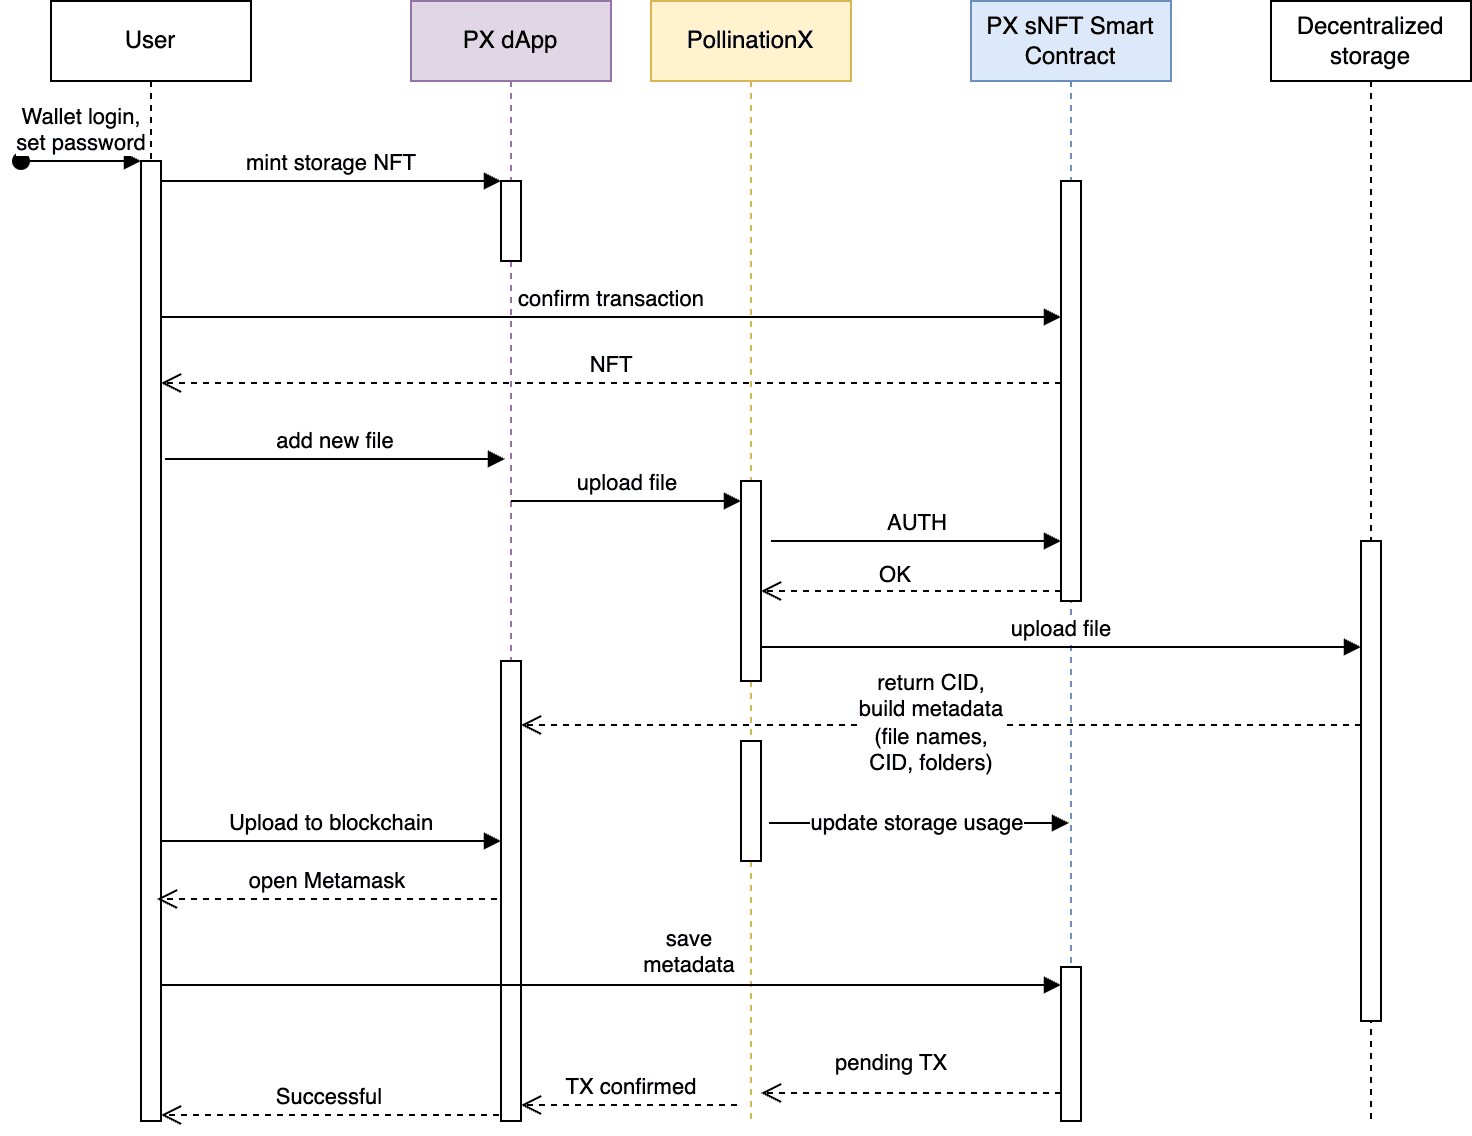 User
PX dApp
PollinationX
PX sNFT Smart
Contract
Decentralized
storage
Wallet login,
set password
mint storage NFT
confirm transaction
NFT
add new file
upload file
AUTH
OK
upload file
return CID,
build metadata
(file names,
CID, folders)
Upload to blockchain
update storage usage
open Metamask
save
metadata
pending TX
TX confirmed
Successful